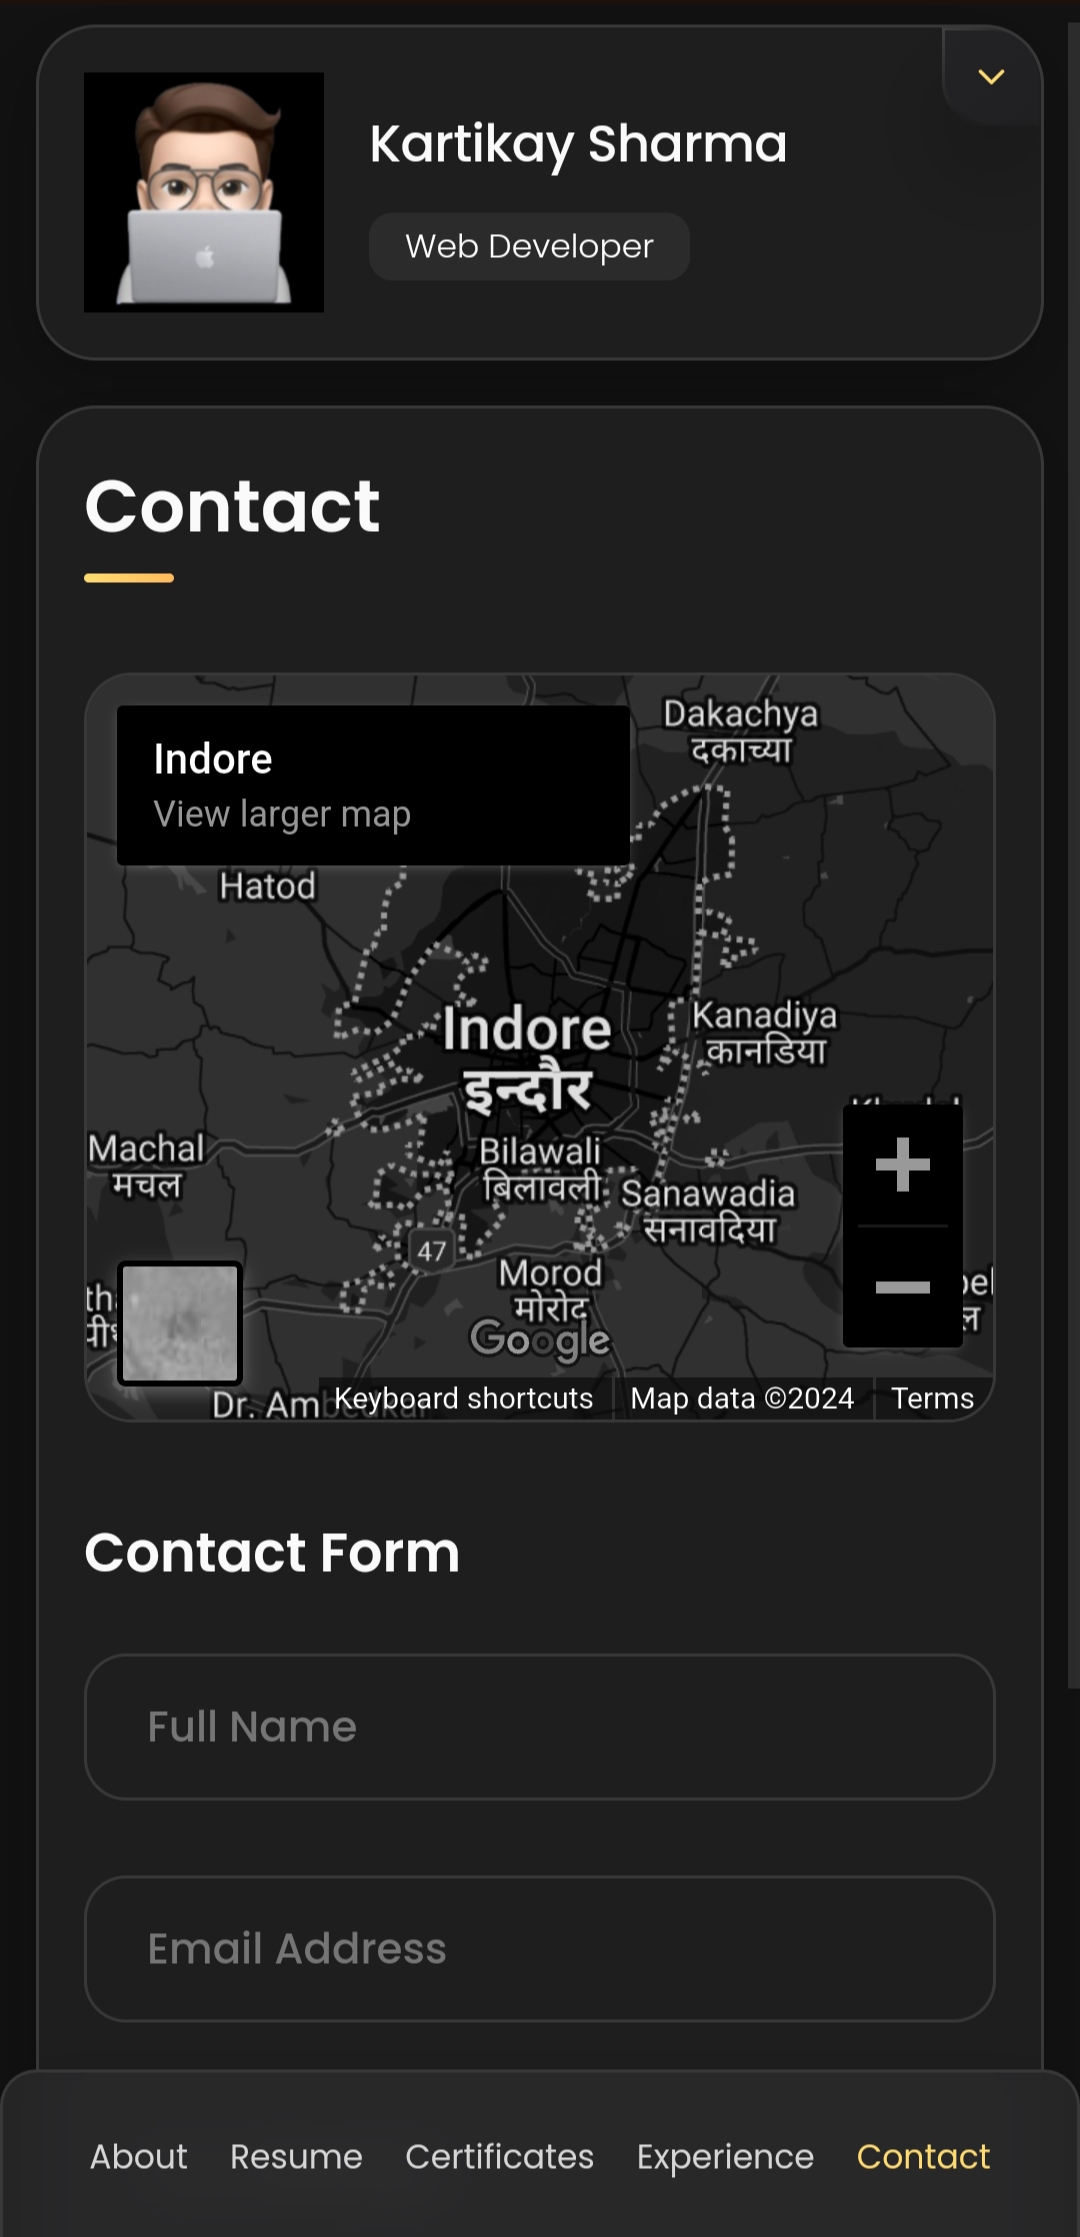 Kartikay Sharma
Web Developer
Contact
Indore
View larger map
Dakachya
दकाच्या
Hatod
Indore
इन्दौर
Kanadiya
कानडिया
Machal
मचल
Bilawali
बिलावली
Sanawadia
सनावदिया
47
Morod
मोरोद
Google
Dr.
Keyboard shortcuts
Map data ©2024
Terms
Contact Form
Full Name
Email Address
About Resume Certificates Experience Contact